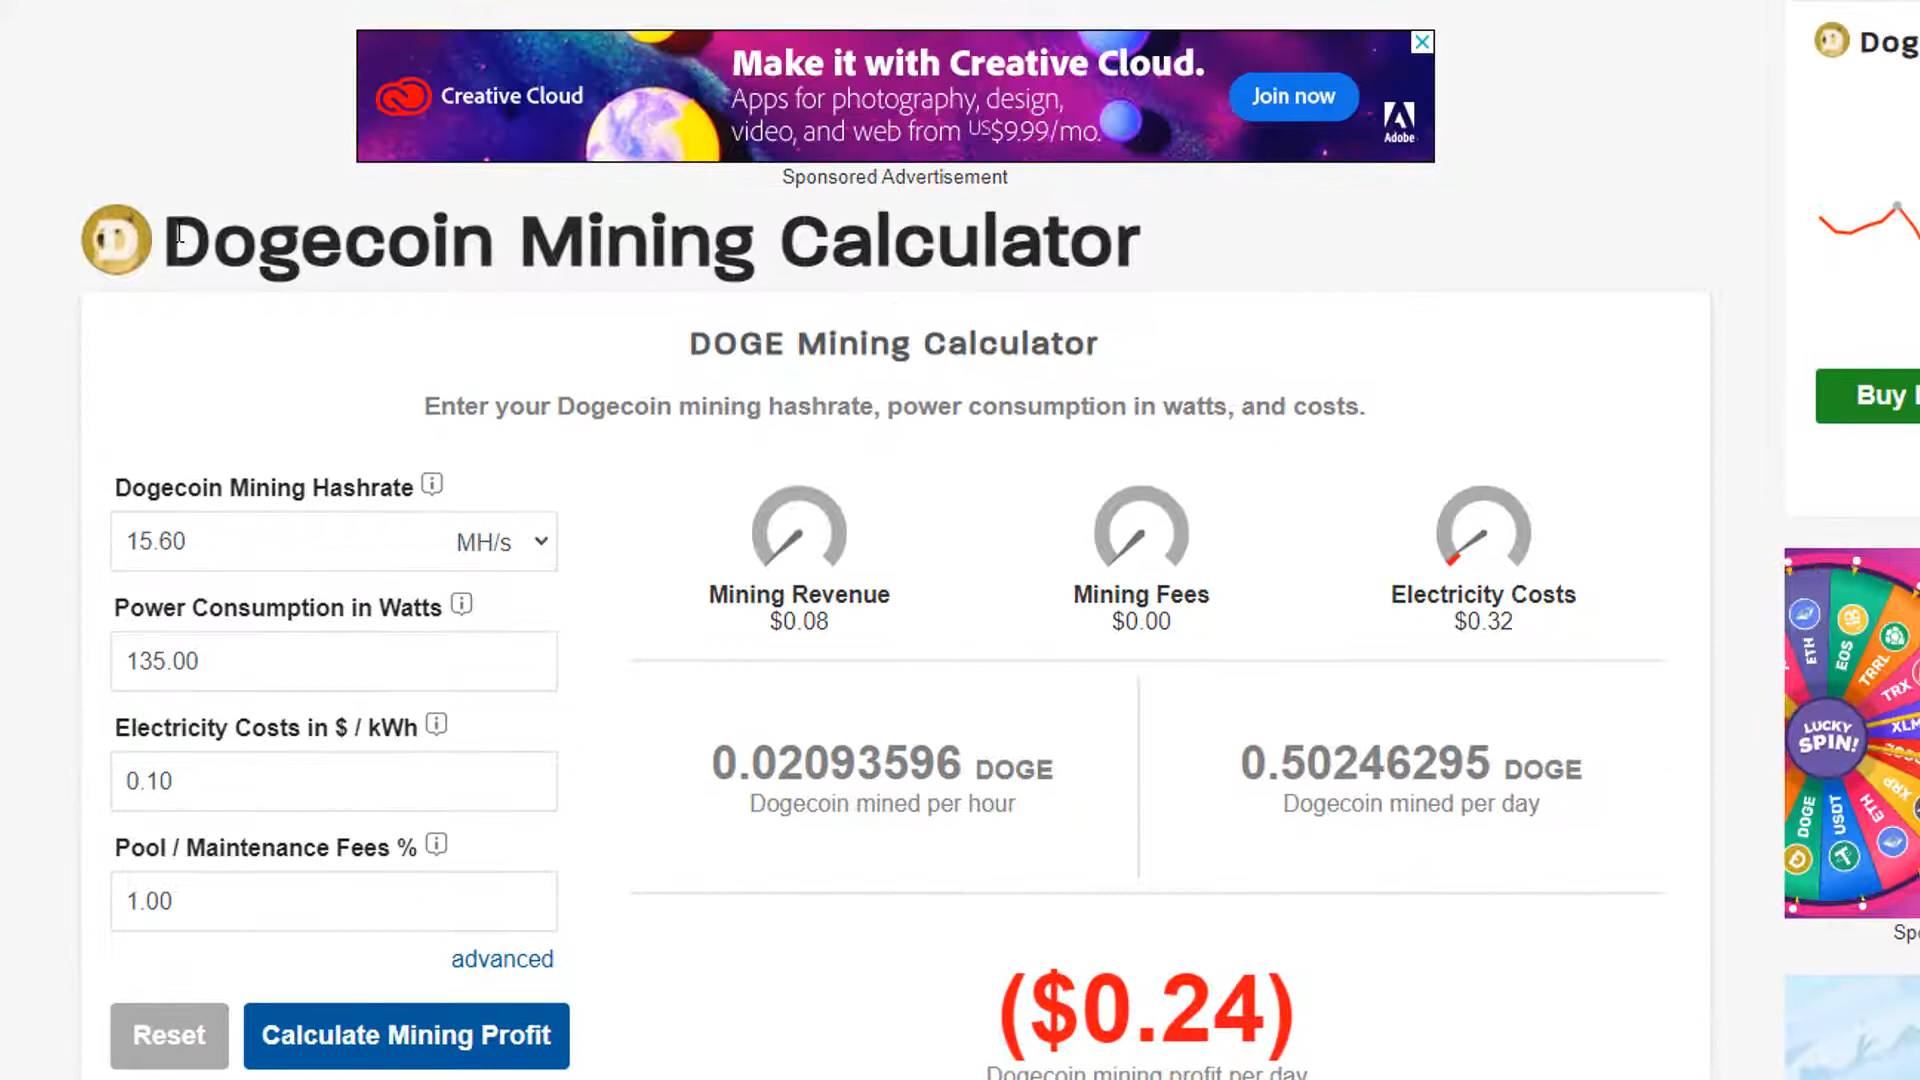 Make it with Creative Cloud.
Creative Cloud
Apps for photography, design,
video, and web from US$9.99/mo.
Join now
Adobe
Sponsored Advertisement
Dog
Dogecoin Mining Calculator
DOGE Mining Calculator
Enter your Dogecoin mining hashrate, power consumption in watts, and costs.
Buy
Dogecoin Mining Hashrate
15.60 MH/s
Power Consumption in Watts
135.00
Electricity Costs in $ / kWh
0.10
Pool / Maintenance Fees %
1.00
advanced
Reset
Calculate Mining Profit
Mining Revenue
$0.08
Mining Fees
$0.00
Electricity Costs
$0.32
0.02093596 DOGE
Dogecoin mined per hour
0.50246295 DOGE
Dogecoin mined per day
($0.24)
Dogecoin mining profit per day
ETH
EOS
TRRL
TRX
XLM
XRP
ETH
USDT
DOGE
LUCKY
SPIN!
Spo